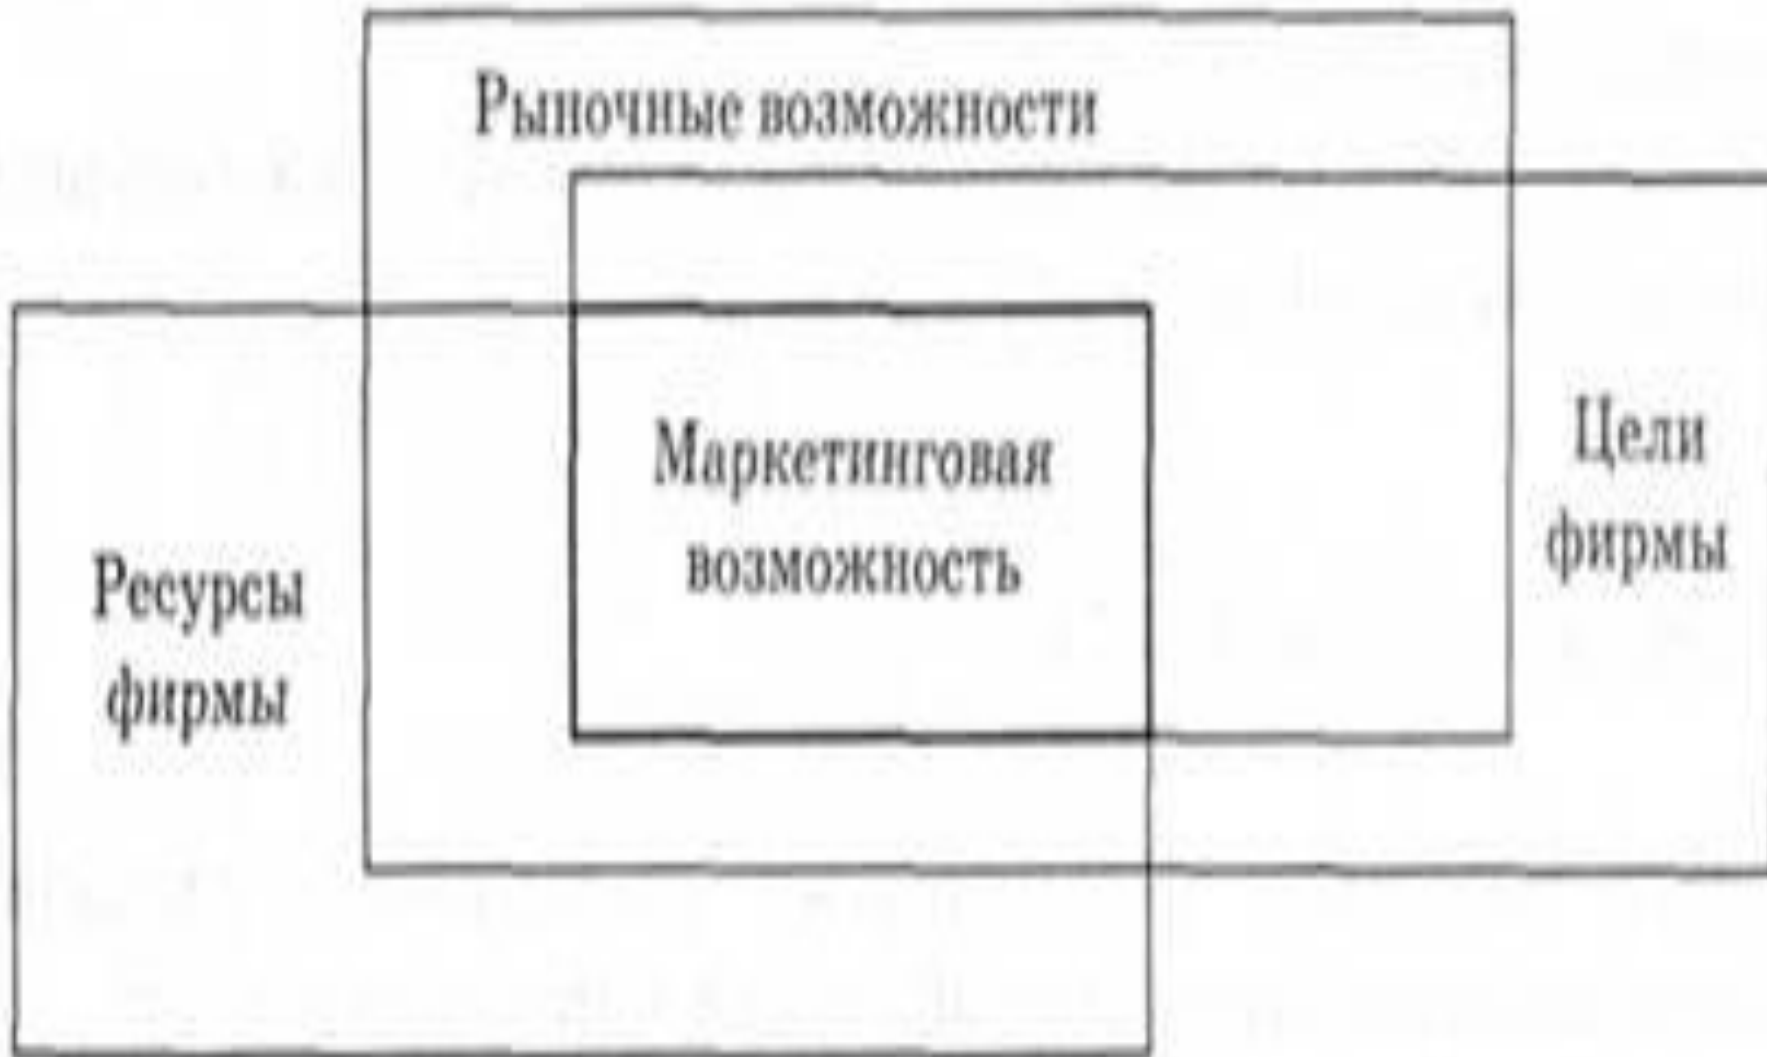 Рыночные возможности
Маркетинговая
возможность
Цели
фирмы
Ресурсы
фирмы